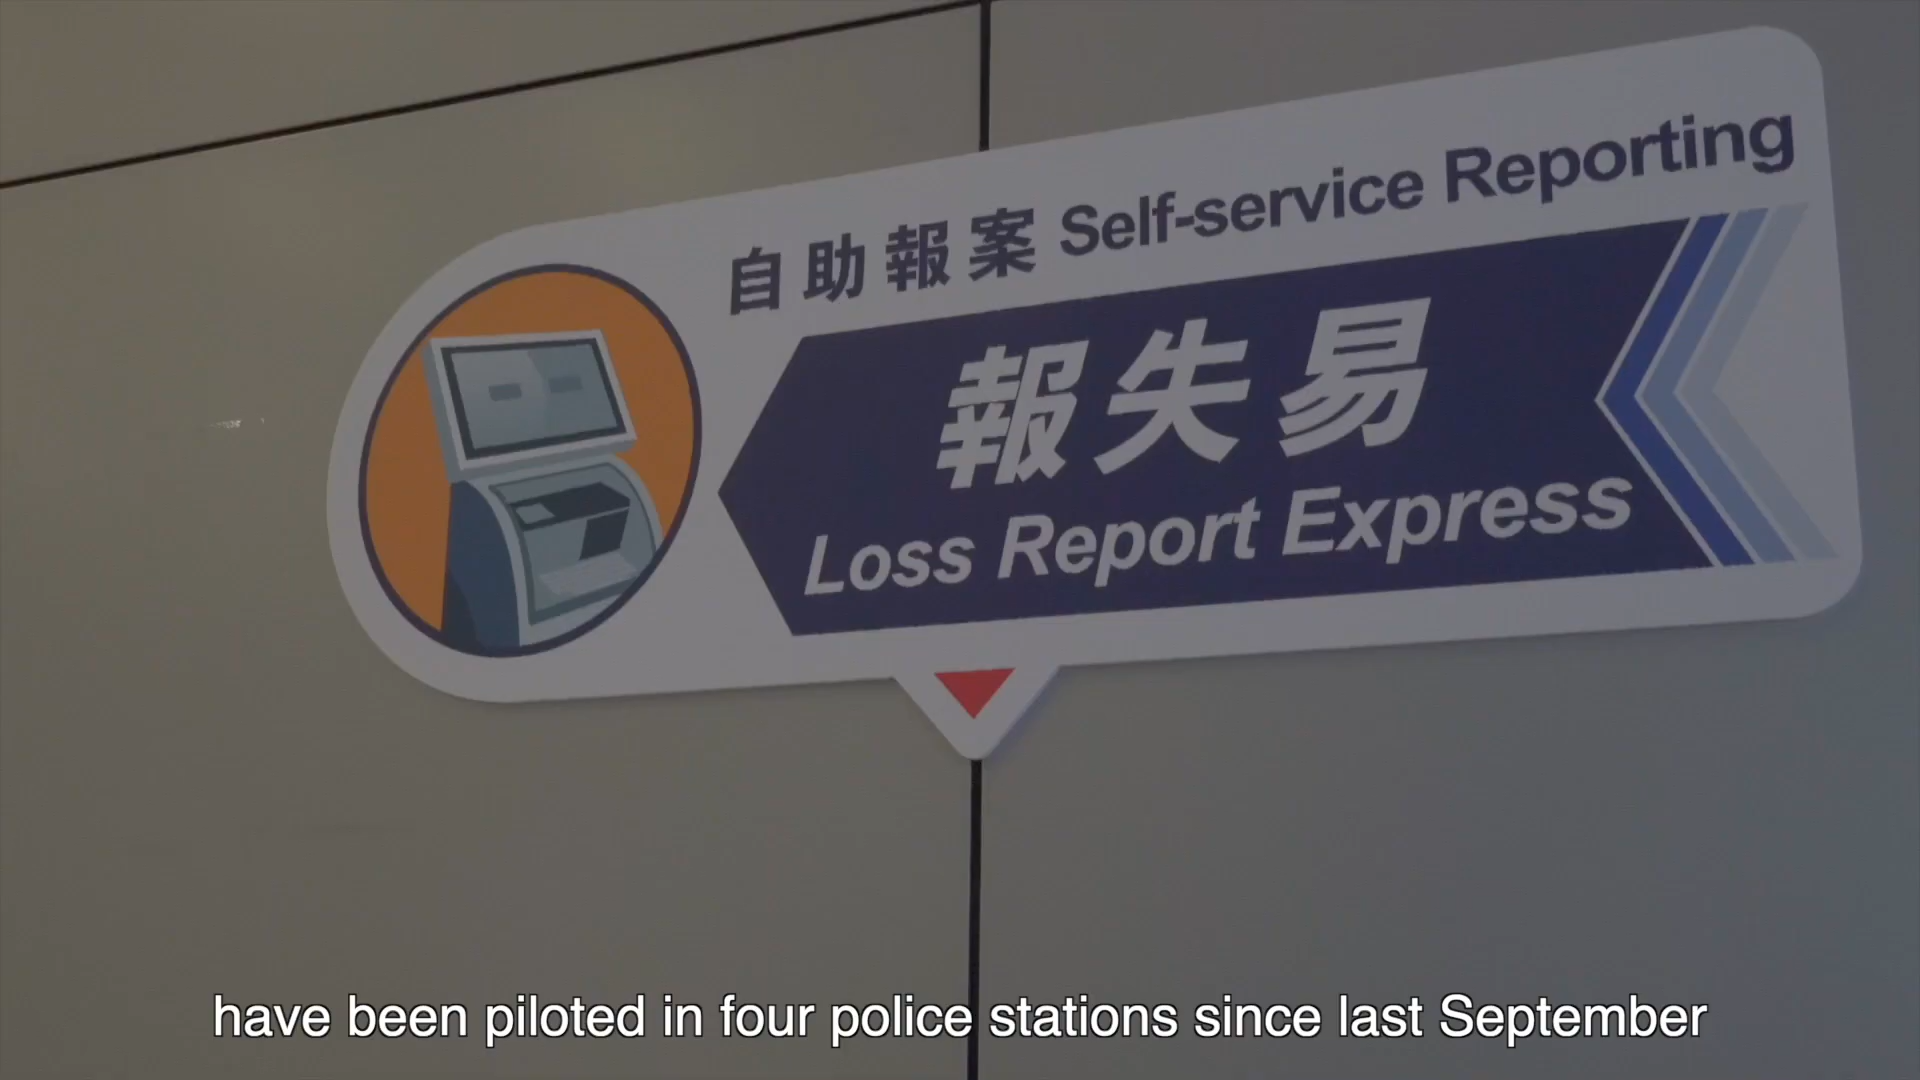 自助報案 Self-service Reporting
報失易
Loss Report Express
have been piloted in four police stations since last September